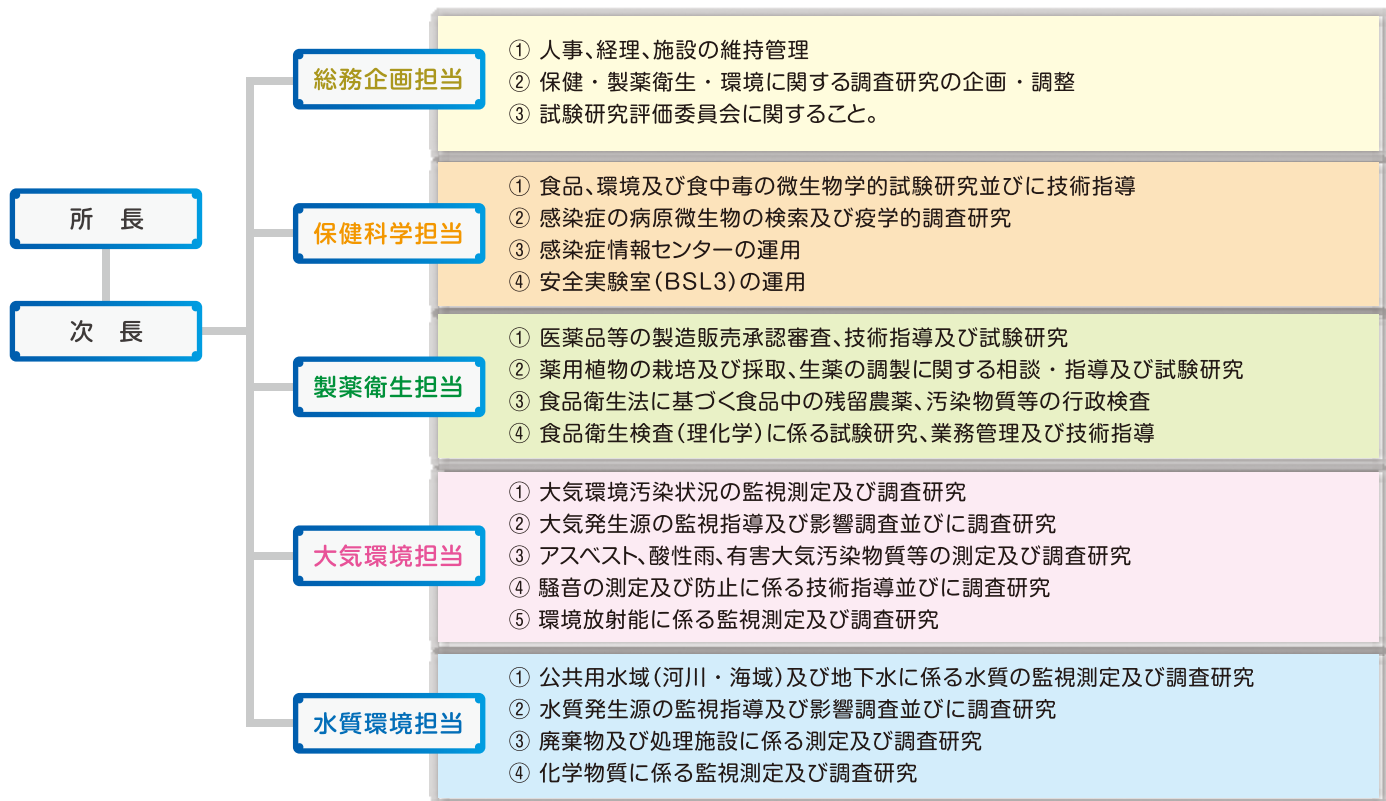 所 長
次 長
総務企画担当
① 人事、経理、施設の維持管理
② 保健・製薬衛生・環境に関する調査研究の企画・調整
③ 試験研究評価委員会に関すること。
保健科学担当
① 食品、環境及び食中毒の微生物学的試験研究並びに技術指導
② 感染症の病原微生物の検索及び疫学的調査研究
③ 感染症情報センターの運用
④ 安全実験室(BSL3)の運用
製薬衛生担当
① 医薬品等の製造販売承認審査、技術指導及び試験研究
② 薬用植物の栽培及び採取、生薬の調製に関する相談・指導及び試験研究
③ 食品衛生法に基づく食品中の残留農薬、汚染物質等の行政検査
④ 食品衛生検査(理化学)に係る試験研究、業務管理及び技術指導
大気環境担当
① 大気環境汚染状況の監視測定及び調査研究
② 大気発生源の監視指導及び影響調査並びに調査研究
③ アスベスト、酸性雨、有害大気汚染物質等の測定及び調査研究
④ 騒音の測定及び防止に係る技術指導並びに調査研究
⑤ 環境放射能に係る監視測定及び調査研究
水質環境担当
① 公共用水域(河川・海域)及び地下水に係る水質の監視測定及び調査研究
② 水質発生源の監視指導及び影響調査並びに調査研究
③ 廃棄物及び処理施設に係る測定及び調査研究
④ 化学物質に係る監視測定及び調査研究